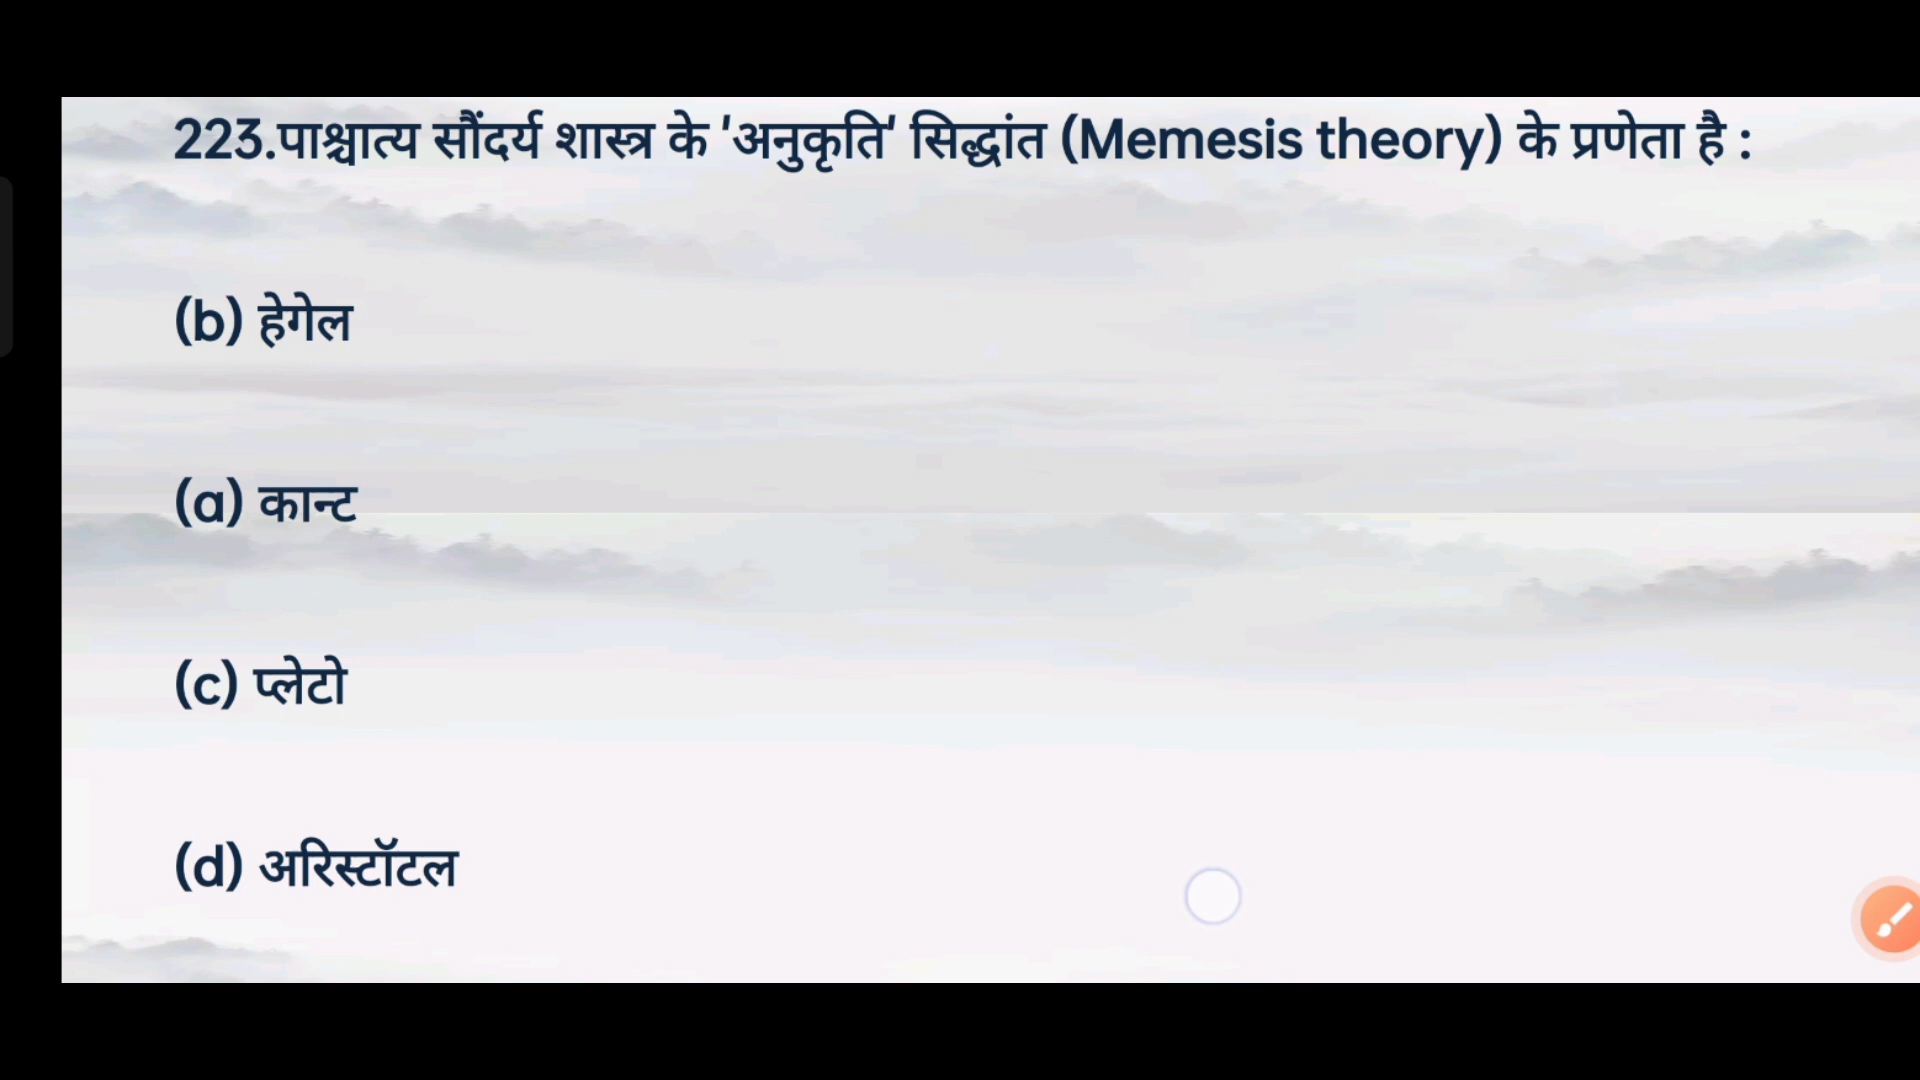 223.पाश्चात्य सौंदर्य शास्त्र के 'अनुकृति' सिद्धांत (Memesis theory) के प्रणेता है :
(b) हेगेल
(a) कान्ट
(c) प्लेटो
(d) अरिस्टॉटल